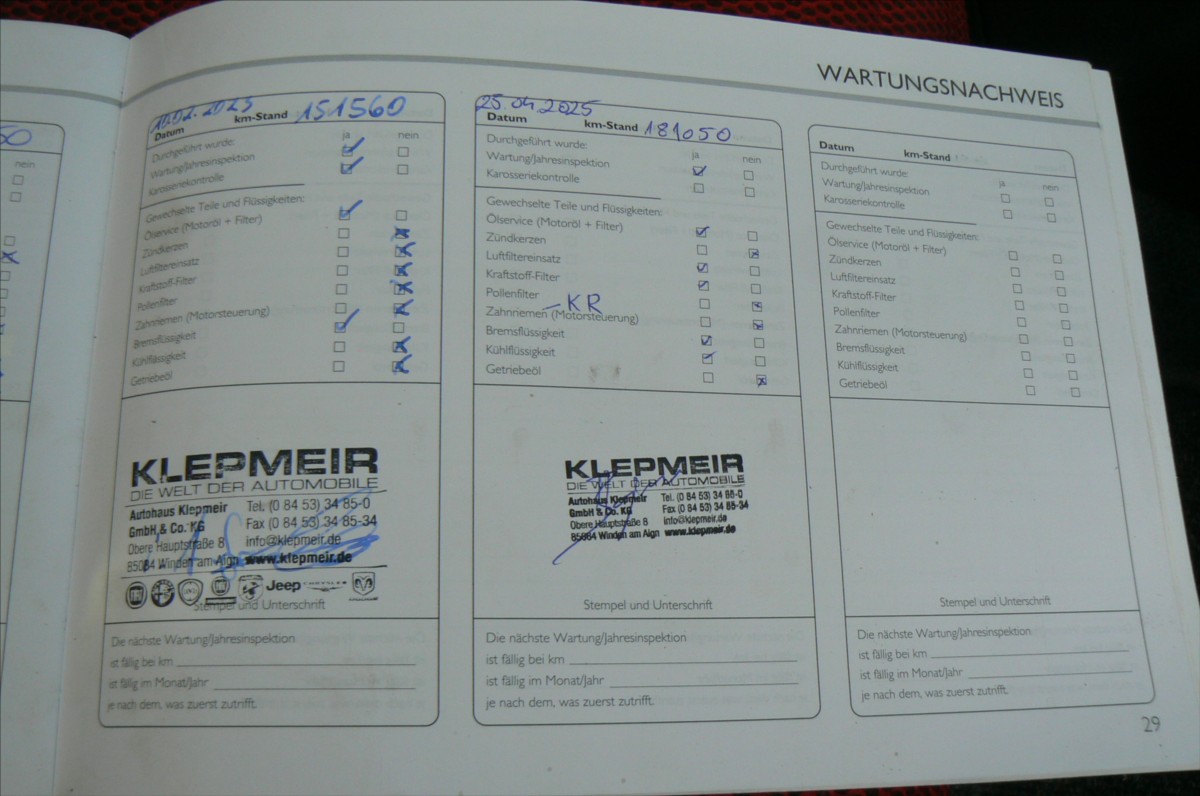 WARTUNGSNACHWEIS
nein
10.02.2025
151560
Datum km-Stand
Durchgeführt wurde: ja nein
Wartung/Jahresinspektion
Karosseriekontrolle
Gewechselte Teile und Flüssigkeiten:
Ölservice (Motoröl + Filter)
Zündkerzen
Luftfiltereinsatz
Kraftstoff-Filter
Pollenfilter
Zahnriemen (Motorsteuerung)
Bremsflüssigkeit
Kühlflüssigkeit
Getriebeöl
KLEPMEIR
DIE WELT DER AUTOMOBILE
Autohaus Klepmeir Tel. (0 84 53) 34 85-0
GmbH & Co. KG Fax (0 84 53) 34 85-34
Obere Hauptstraße 8 info@klepmeir.de
85084 Winden am Aign www.klepmeir.de
Jeep
Stempel und Unterschrift
Die nächste Wartung/Jahresinspektion
ist fällig bei km
ist fällig im Monat/Jahr
je nach dem, was zuerst zutrifft.
25.04.2025
Datum km-Stand 181050
Durchgeführt wurde: ja nein
Wartung/Jahresinspektion
Karosseriekontrolle
Gewechselte Teile und Flüssigkeiten:
Ölservice (Motoröl + Filter)
Zündkerzen
Luftfiltereinsatz
Kraftstoff-Filter
Pollenfilter
KR
Zahnriemen (Motorsteuerung)
Bremsflüssigkeit
Kühlflüssigkeit
Getriebeöl
KLEPMEIR
DIE WELT DER AUTOMOBILE
Autohaus Klepmeir Tel. (0 84 53) 34 85-0
GmbH & Co. KG Fax (0 84 53) 34 85-34
Obere Hauptstraße 8 info@klepmeir.de
85084 Winden am Aign www.klepmeir.de
Stempel und Unterschrift
Die nächste Wartung/Jahresinspektion
ist fällig bei km
ist fällig im Monat/Jahr
je nach dem, was zuerst zutrifft.
Datum km-Stand
Durchgeführt wurde: ja nein
Wartung/Jahresinspektion
Karosseriekontrolle
Gewechselte Teile und Flüssigkeiten:
Ölservice (Motoröl + Filter)
Zündkerzen
Luftfiltereinsatz
Kraftstoff-Filter
Pollenfilter
Zahnriemen (Motorsteuerung)
Bremsflüssigkeit
Kühlflüssigkeit
Getriebeöl
Stempel und Unterschrift
Die nächste Wartung/Jahresinspektion
ist fällig bei km
ist fällig im Monat/Jahr
je nach dem, was zuerst zutrifft.
29